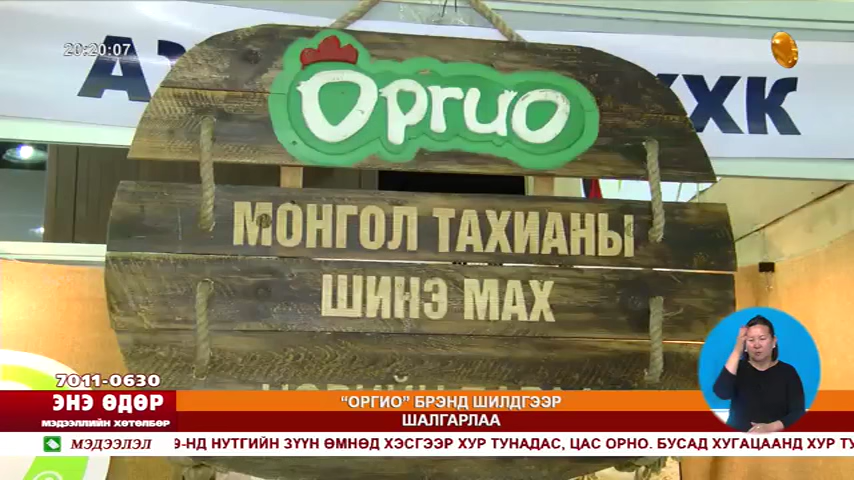 20:20:07
ХХК
Оргио
МОНГОЛ ТАХИАНЫ
ШИНЭ МАХ
7011-0630
ЭНЭ ӨДӨР
МЭДЭЭЛЛИЙН ХӨТӨЛБӨР
“ОРГИО” БРЭНД ШИЛДГЭЭР
ШАЛГАРЛАА
МЭДЭЭЛЭЛ
Э-НД НУТГИЙН ЗҮҮН ӨМНӨД ХЭСГЭЭР ХУР ТУНАДАС, ЦАС ОРНО. БУСАД ХУГАЦААНД ХУР ТУ